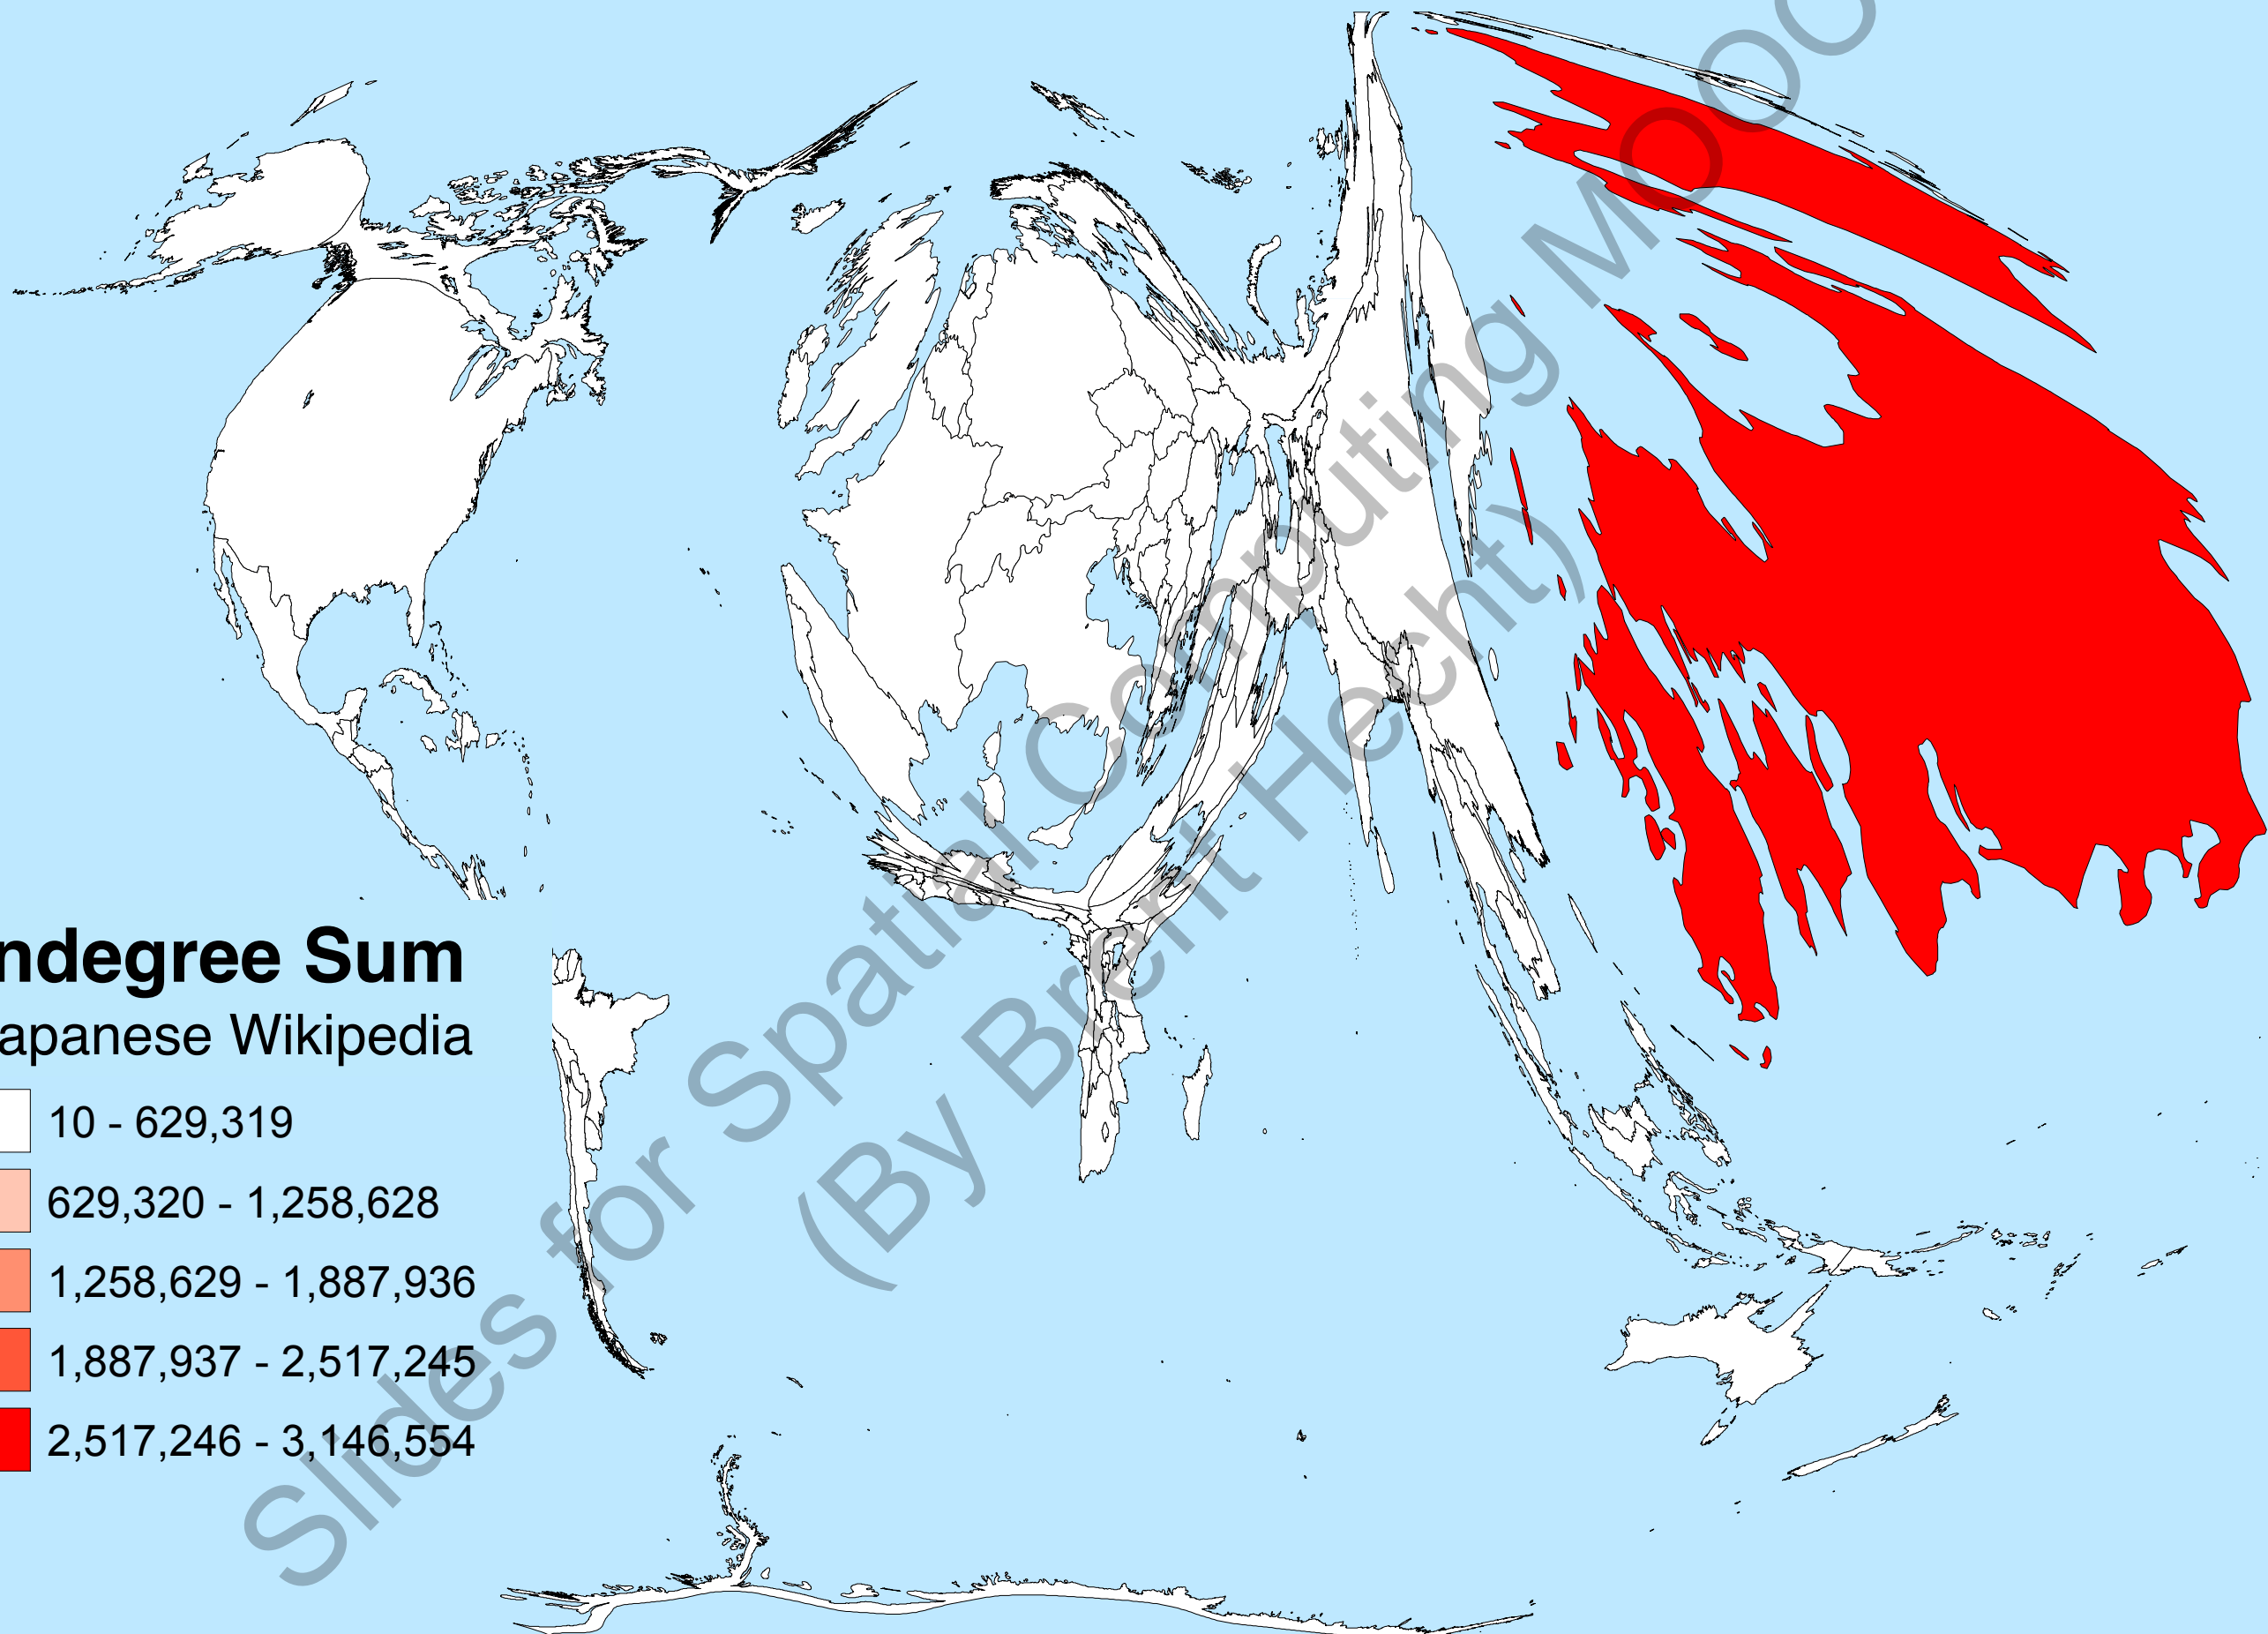 ndegree Sum
apanese Wikipedia
10 - 629,319
629,320 - 1,258,628
1,258,629 - 1,887,936
1,887,937 - 2,517,245
2,517,246 - 3,146,554
Slides for Spatial Computing MOOC
(By Brent Hecht)